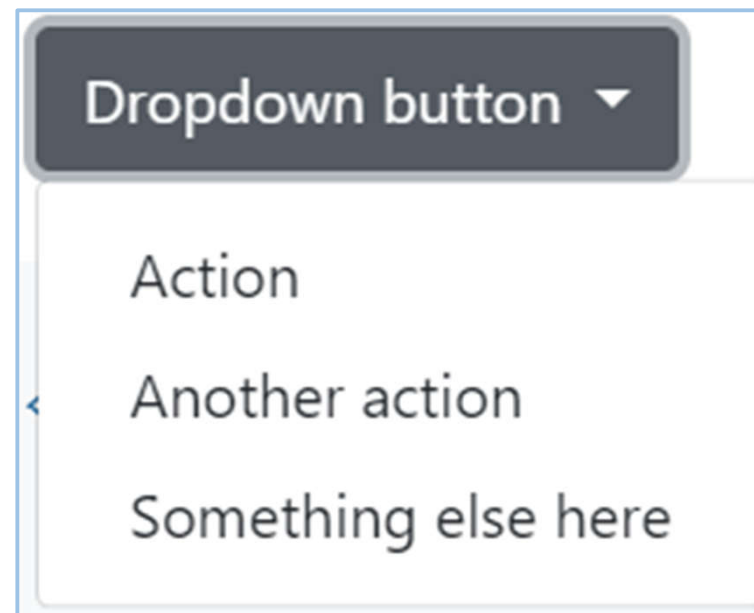 Dropdown button
Action
Another action
Something else here